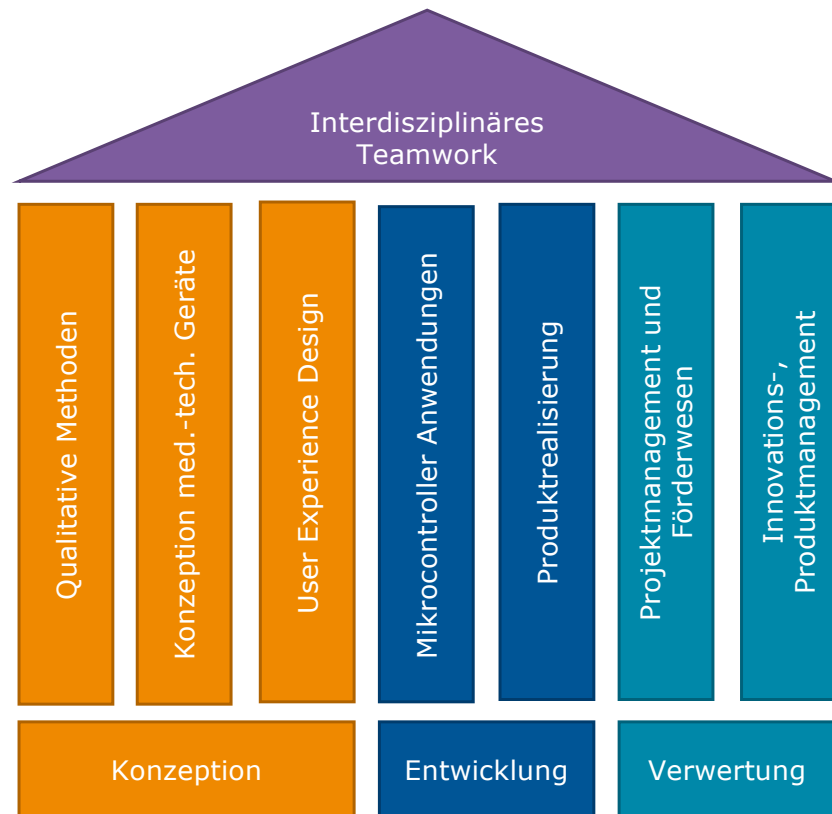 Interdisziplinäres
Teamwork
Qualitative Methoden
Konzeption med.-tech. Geräte
User Experience Design
Mikrocontroller Anwendungen
Produktrealisierung
Projektmanagement und
Förderwesen
Innovations-,
Produktmanagement
Konzeption
Entwicklung
Verwertung